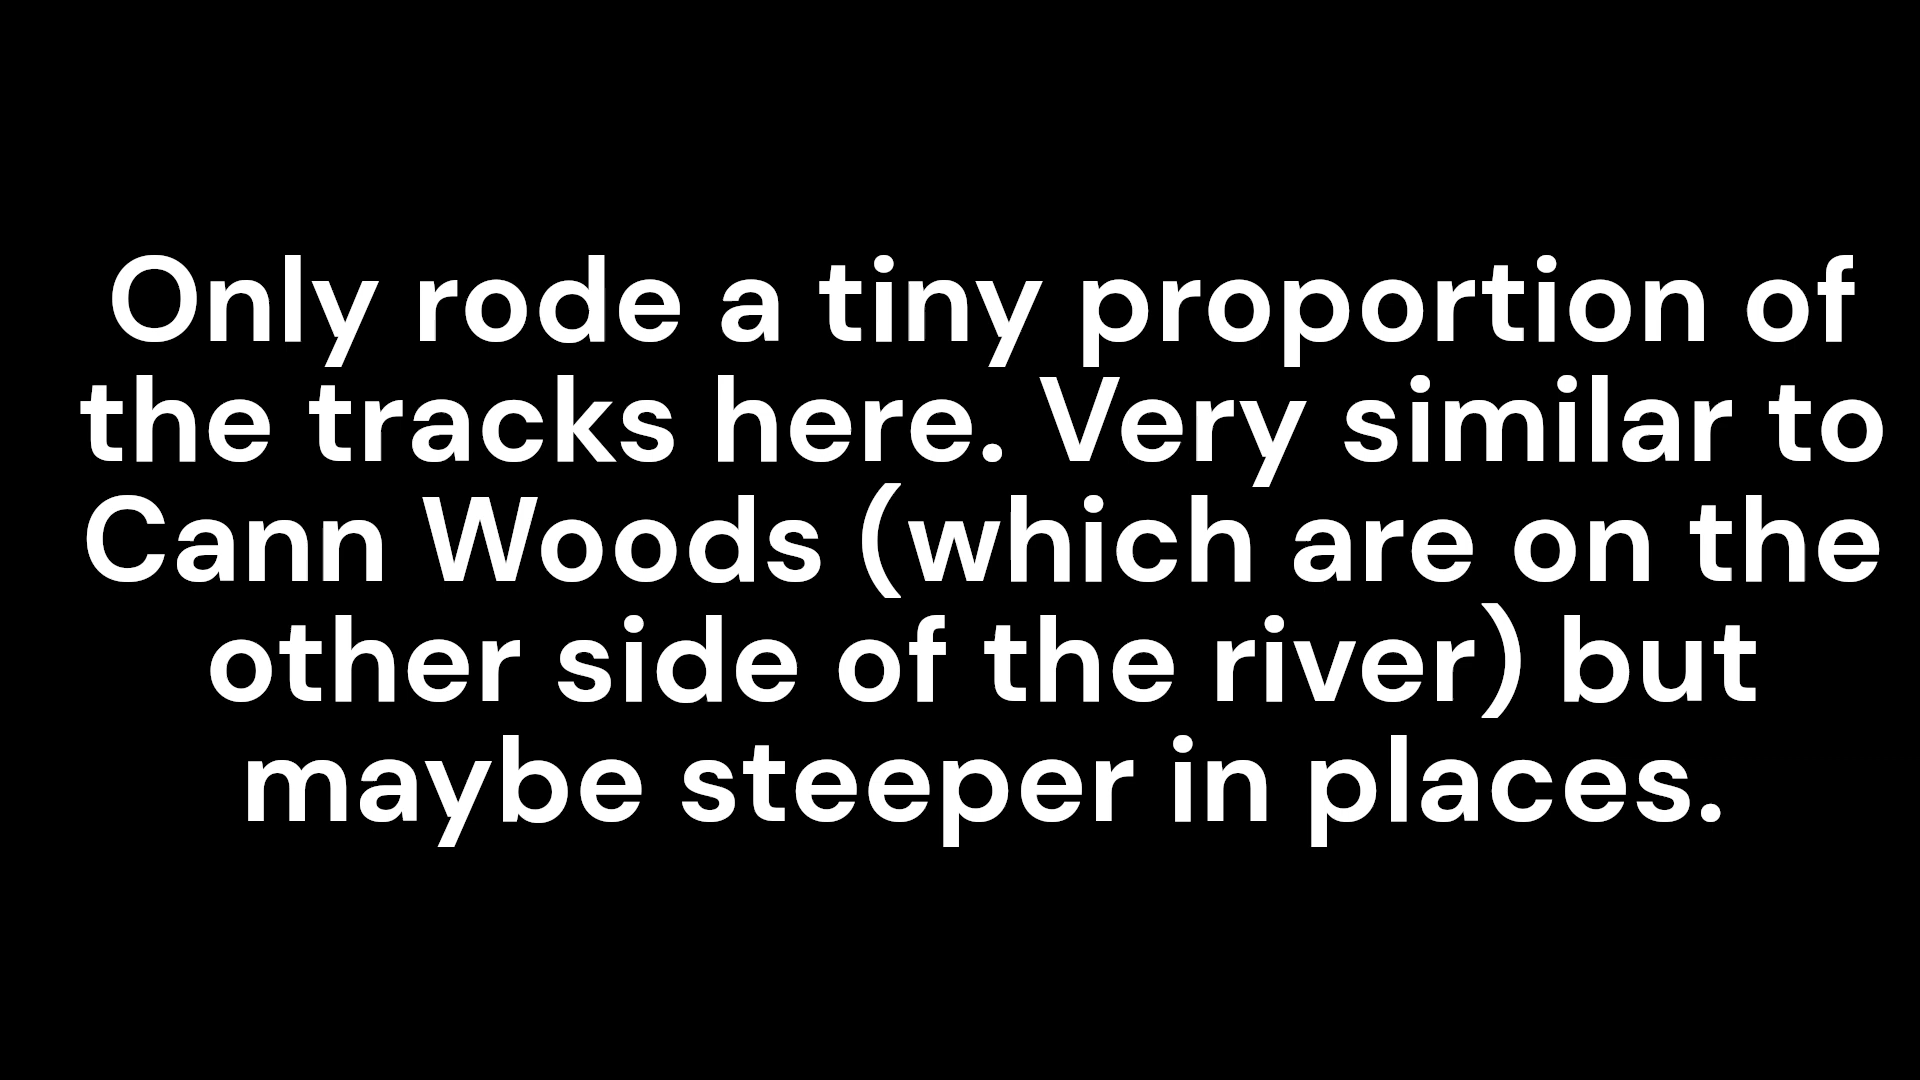 Only rode a tiny proportion of
the tracks here. Very similar to
Cann Woods (which are on the
other side of the river) but
maybe steeper in places.